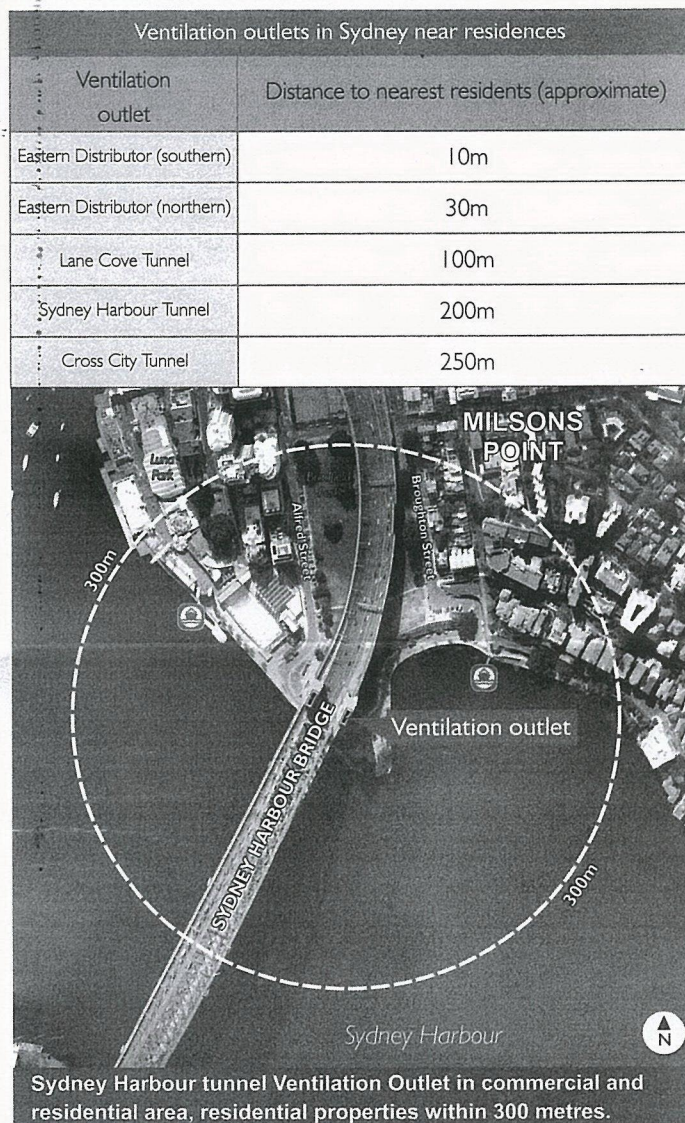 Ventilation outlets in Sydney near residences
Ventilation
outlet
Distance to nearest residents (approximate)
Eastern Distributor (southern)
10m
Eastern Distributor (northern)
30m
Lane Cove Tunnel
100m
Sydney Harbour Tunnel
200m
Cross City Tunnel
250m
MILSONS
POINT
Luna
Park
Alfred Street
Broughton Street
300m
Ventilation outlet
SYDNEY HARBOUR BRIDGE
300m
Sydney Harbour
N
Sydney Harbour tunnel Ventilation Outlet in commercial and
residential area, residential properties within 300 metres.